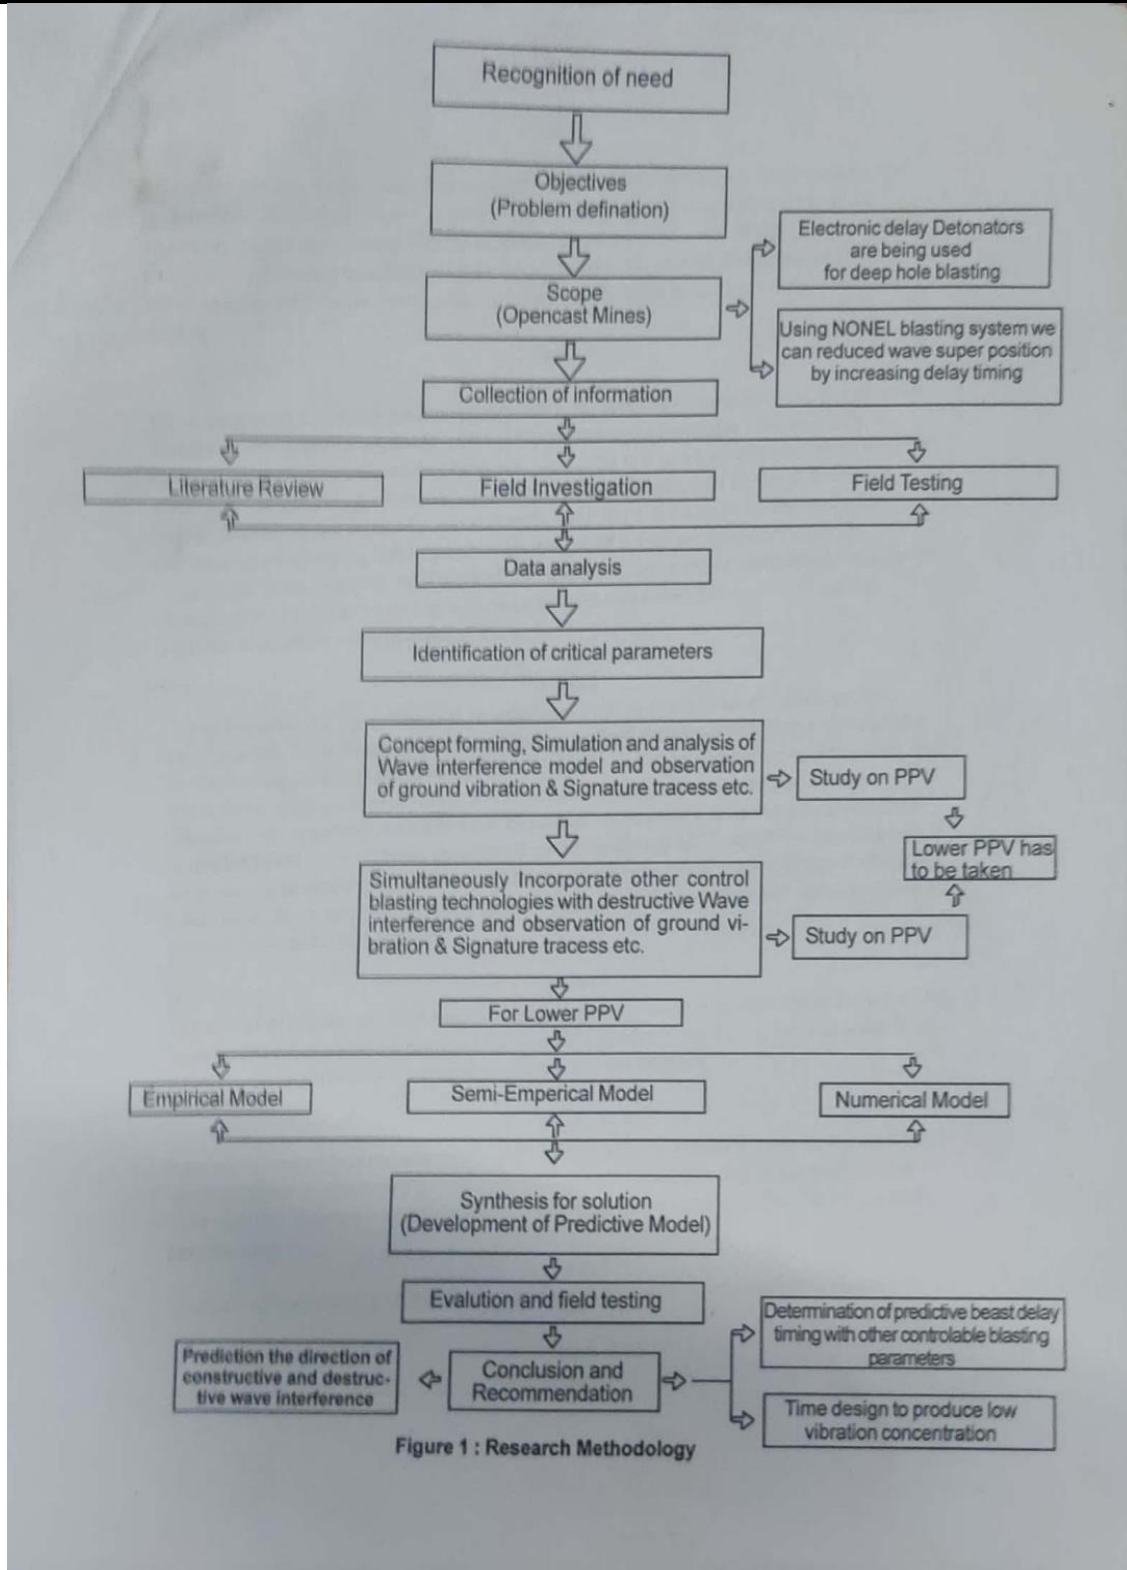 Recognition of need
Objectives
(Problem defination)
Electronic delay Detonators
are being used
for deep hole blasting
Scope
(Opencast Mines)
Using NONEL blasting system we
can reduced wave super position
by increasing delay timing
Collection of information
Literature Review
Field Investigation
Field Testing
Data analysis
Identification of critical parameters
Concept forming, Simulation and analysis of
Wave interference model and observation
of ground vibration & Signature tracess etc.
Study on PPV
Lower PPV has
to be taken
Simultaneously Incorporate other control
blasting technologies with destructive Wave
interference and observation of ground vi-
bration & Signature tracess etc.
Study on PPV
For Lower PPV
Empirical Model
Semi-Emperical Model
Numerical Model
Synthesis for solution
(Development of Predictive Model)
Evalution and field testing
Determination of predictive beast delay
timing with other controlable blasting
parameters
Prediction the direction of
constructive and destruc-
tive wave interference
Conclusion and
Recommendation
Time design to produce low
vibration concentration
Figure 1 : Research Methodology